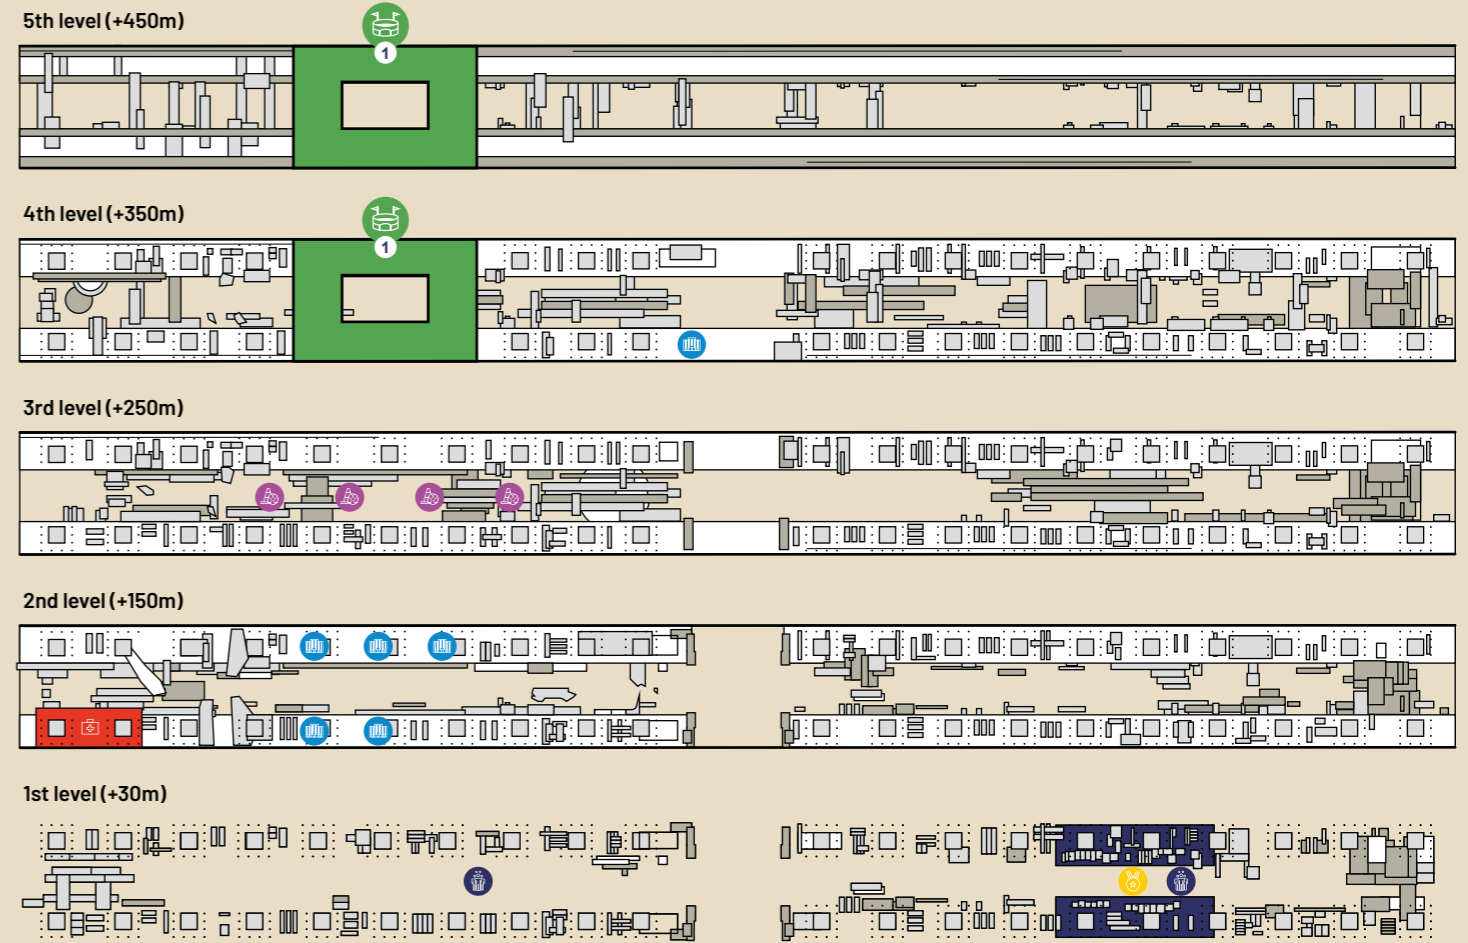 5th level (+450m)
1
4th level (+350m)
1
3rd level (+250m)
2nd level (+150m)
1st level (+30m)